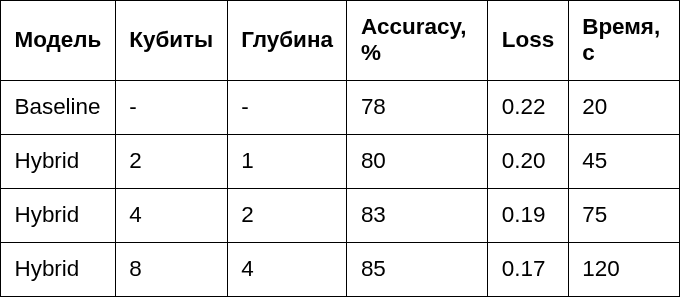 Модель Кубиты Глубина Accuracy, % Loss Время, с
Baseline - - 78 0.22 20
Hybrid 2 1 80 0.20 45
Hybrid 4 2 83 0.19 75
Hybrid 8 4 85 0.17 120